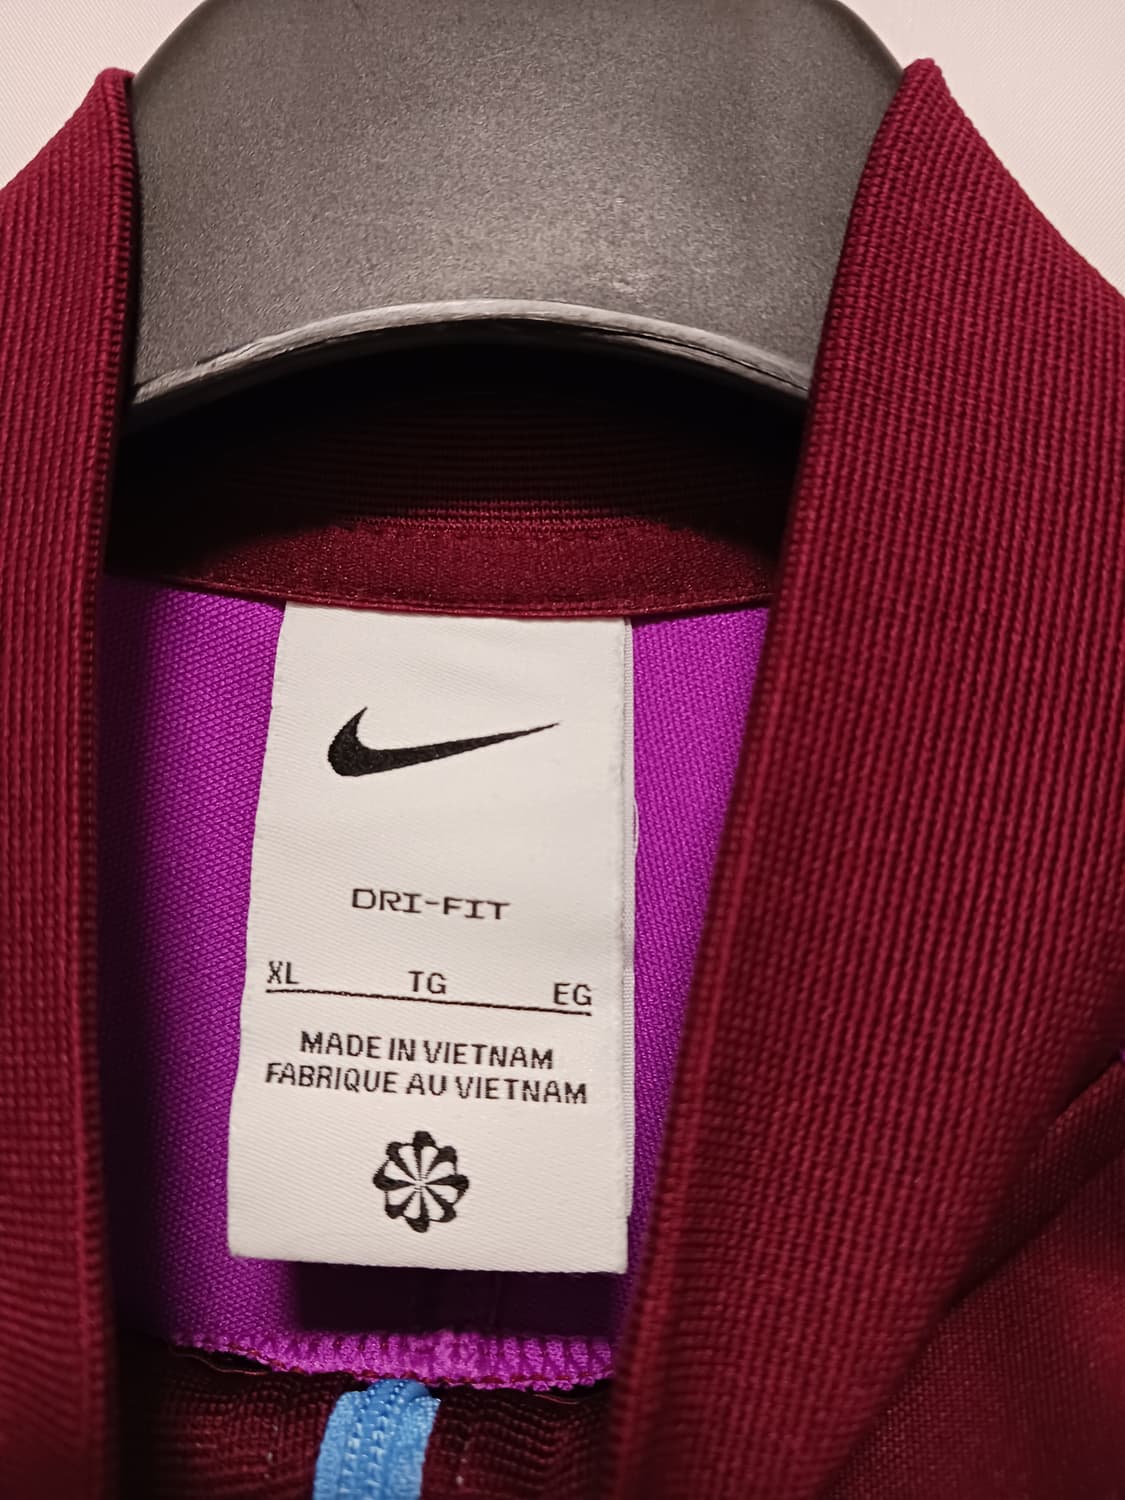 DRI-FIT
XL TG EG
MADE IN VIETNAM
FABRIQUE AU VIETNAM